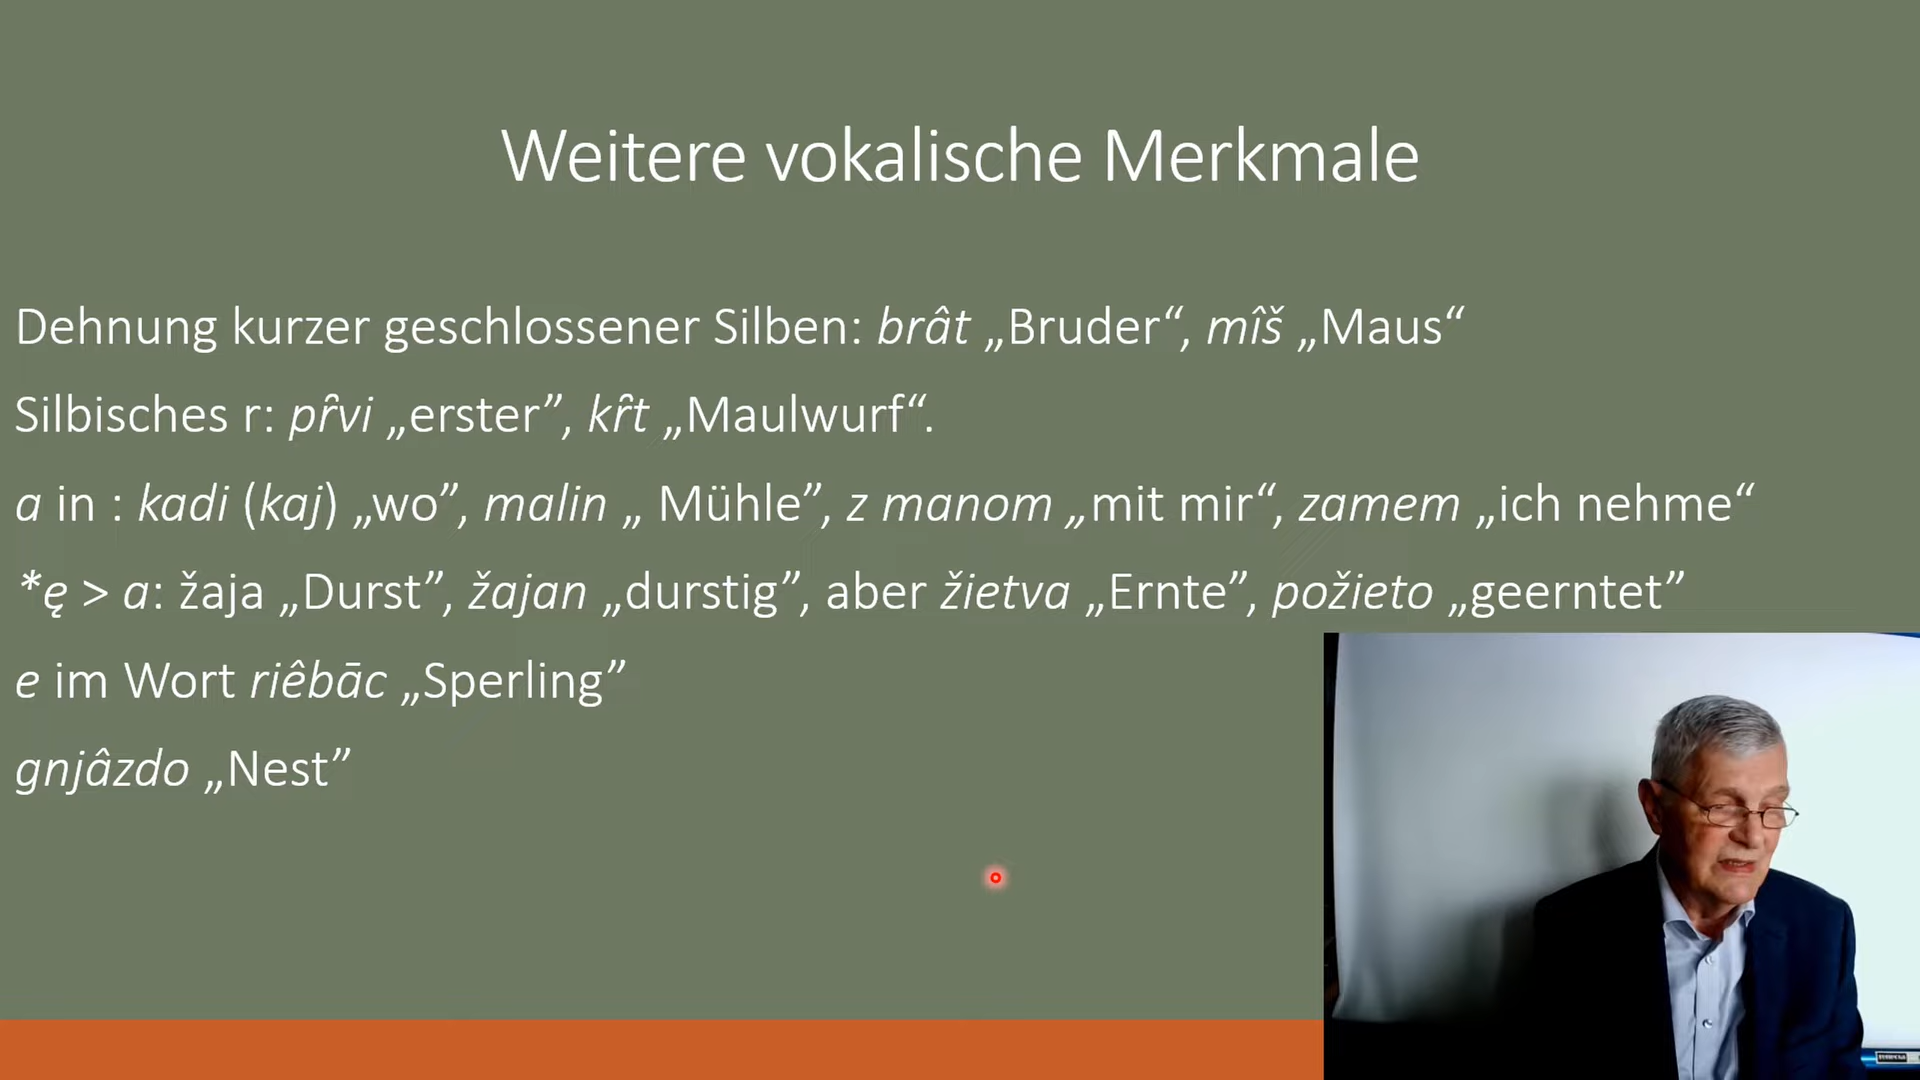 Weitere vokalische Merkmale
Dehnung kurzer geschlossener Silben: brât „Bruder“, mîš „Maus“
Silbisches r: pȓvi „erster”, kȓt „Maulwurf“.
a in : kadi (kaj) „wo”, malin „ Mühle”, z manom „mit mir“, zamem „ich nehme“
*ę > a: žaja „Durst”, žajan „durstig”, aber žietva „Ernte”, požieto „geerntet”
e im Wort riêbāc „Sperling”
gnjâzdo „Nest”